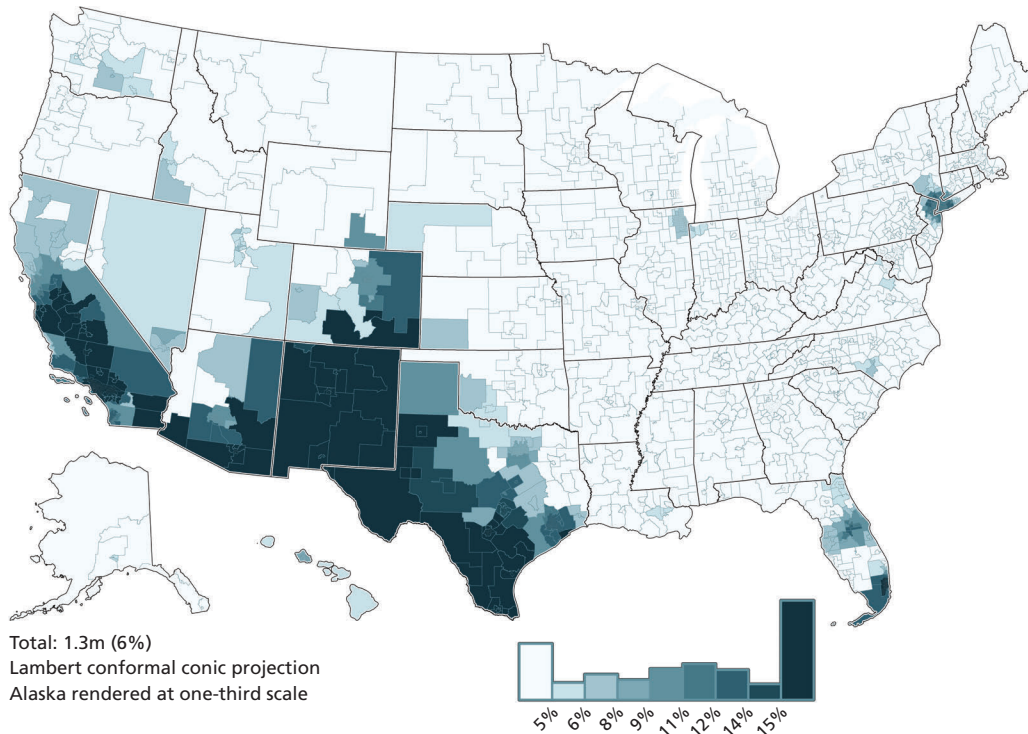 Total: 1.3m (6%)
Lambert conformal conic projection
Alaska rendered at one-third scale
5% 6% 8% 9% 11% 12% 14% 15%